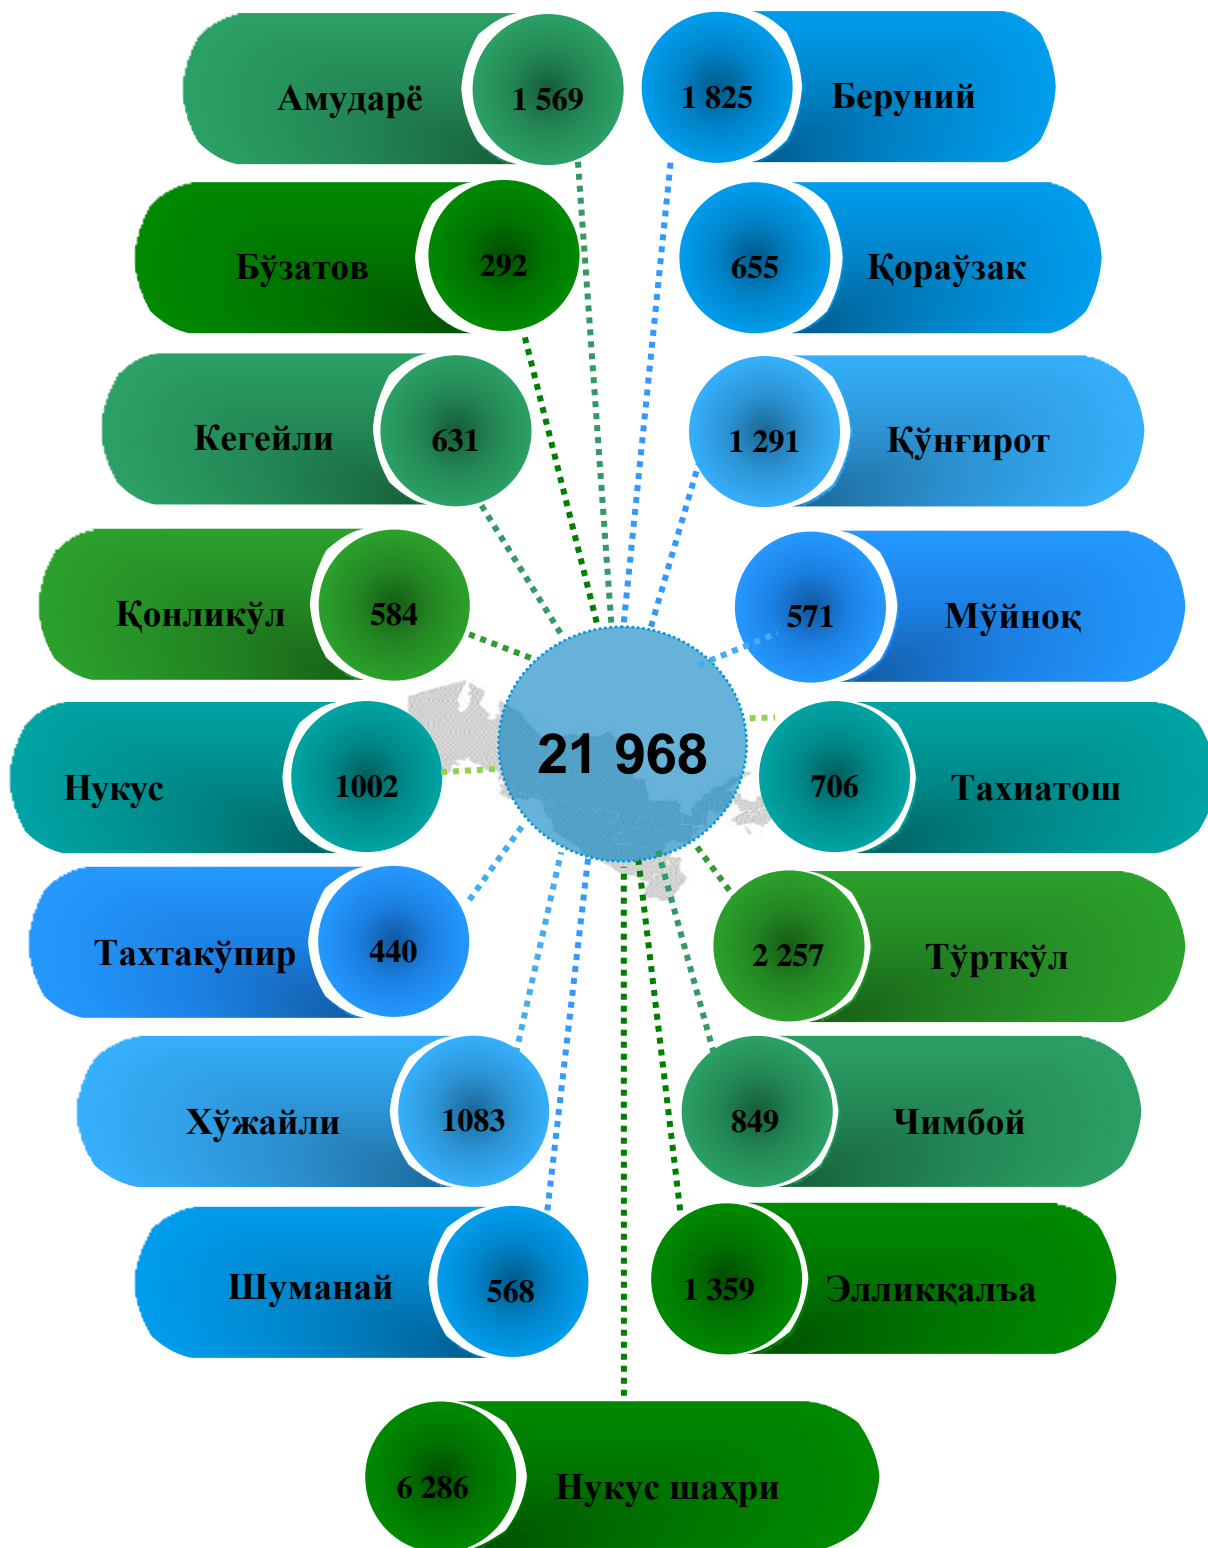 Амударё 1 569
1 825 Беруний
Бўзатов 292
655 Қораўзак
Кегейли 631
1 291 Қўнғирот
Қонликўл 584
571 Мўйноқ
21 968
Нукус 1002
706 Тахиатош
Тахтакўпир 440
2 257 Тўрткўл
Хўжайли 1083
849 Чимбой
Шуманай 568
1 359 Элликқалъа
6 286 Нукус шаҳри